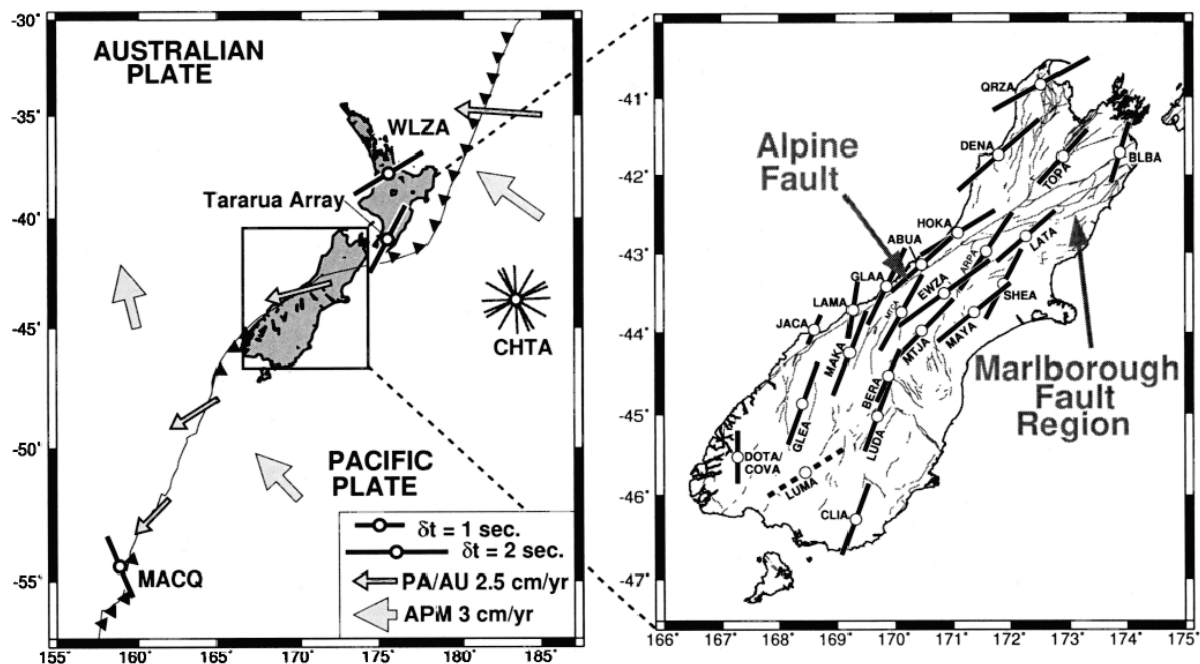 AUSTRALIAN
PLATE
WLZA
Tararua Array
CHTA
PACIFIC
PLATE
MACQ
δt = 1 sec.
δt = 2 sec.
PA/AU 2.5 cm/yr
APM 3 cm/yr
-30°
-35°
-40°
-45°
-50°
-55°
155°
160°
165°
170°
175°
180°
185°
QRZA
DENA
TOPA
BLBA
Alpine
Fault
HOKA
ABUA
ARPA
LATA
GLAA
EWZA
SHEA
LAMA
MTCA
JACA
MAKA
MTJA
MAYA
Marlborough
Fault
Region
BERA
GLEA
LUDA
DOTA/
COVA
LUMA
CLIA
-41°
-42°
-43°
-44°
-45°
-46°
-47°
166°
167°
168°
169°
170°
171°
172°
173°
174°
175°